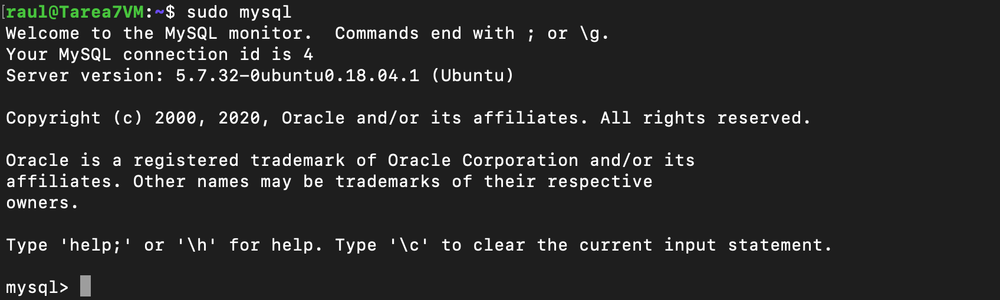 [raul@Tarea7VM:~$ sudo mysql
Welcome to the MySQL monitor.  Commands end with ; or \g.
Your MySQL connection id is 4
Server version: 5.7.32-0ubuntu0.18.04.1 (Ubuntu)
Copyright (c) 2000, 2020, Oracle and/or its affiliates. All rights reserved.
Oracle is a registered trademark of Oracle Corporation and/or its
affiliates. Other names may be trademarks of their respective
owners.
Type 'help;' or '\h' for help. Type '\c' to clear the current input statement.
mysql>